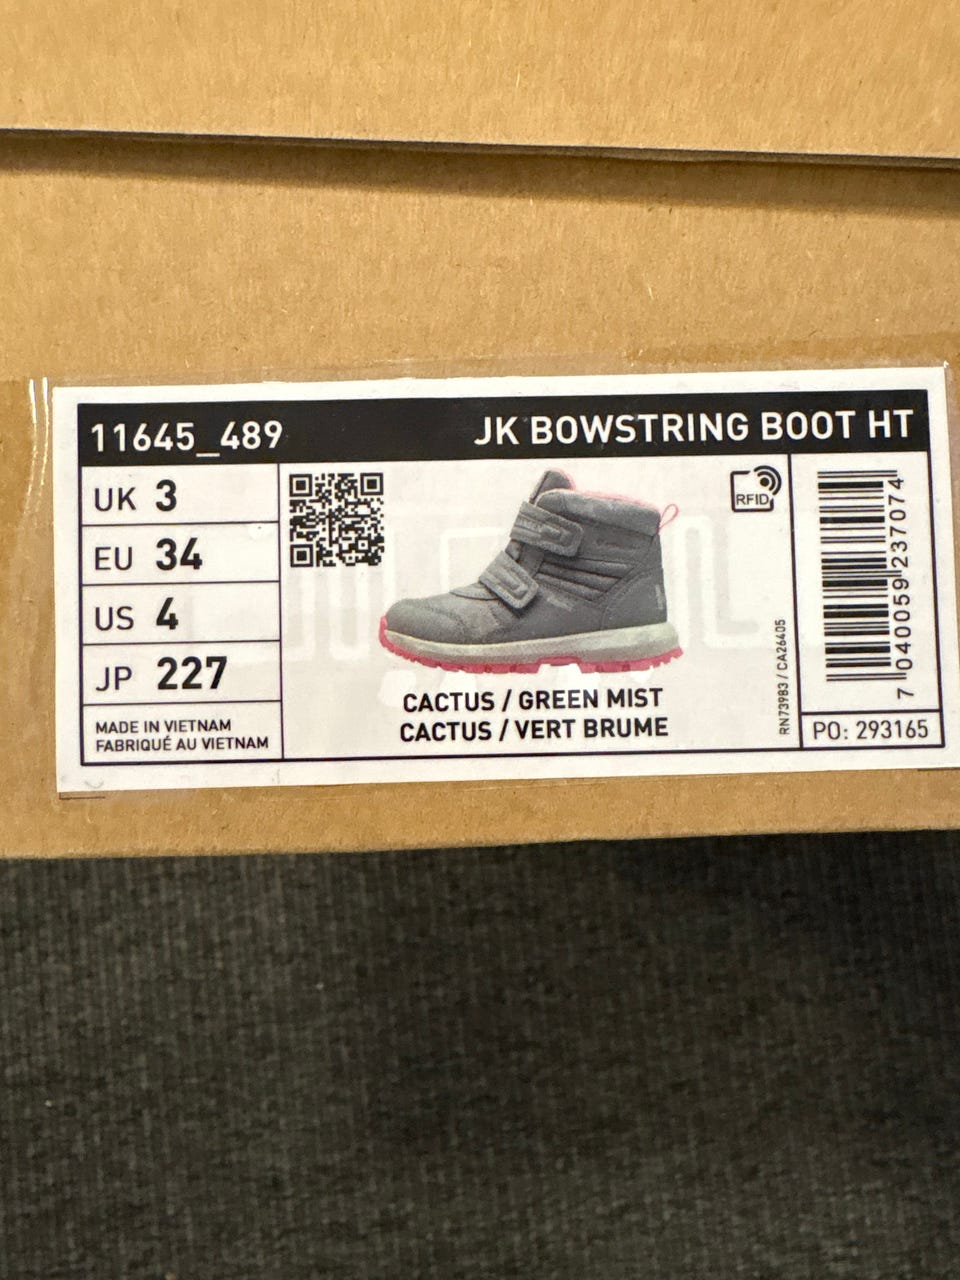 11645_489
JK BOWSTRING BOOT HT
UK 3
EU 34
US 4
JP 227
MADE IN VIETNAM
FABRIQUÉ AU VIETNAM
RFID
CACTUS / GREEN MIST
CACTUS / VERT BRUME
RN73983 / CA26405
7 040059 237074
PO: 293165